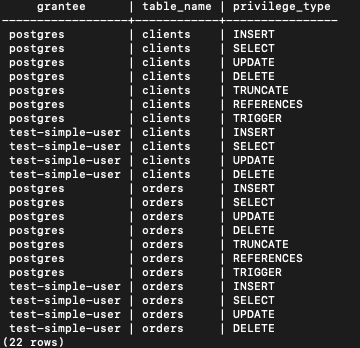 grantee | table_name | privilege_type
------------------+------------+----------------
postgres | clients | INSERT
postgres | clients | SELECT
postgres | clients | UPDATE
postgres | clients | DELETE
postgres | clients | TRUNCATE
postgres | clients | REFERENCES
postgres | clients | TRIGGER
test-simple-user | clients | INSERT
test-simple-user | clients | SELECT
test-simple-user | clients | UPDATE
test-simple-user | clients | DELETE
postgres | orders | INSERT
postgres | orders | SELECT
postgres | orders | UPDATE
postgres | orders | DELETE
postgres | orders | TRUNCATE
postgres | orders | REFERENCES
postgres | orders | TRIGGER
test-simple-user | orders | INSERT
test-simple-user | orders | SELECT
test-simple-user | orders | UPDATE
test-simple-user | orders | DELETE
(22 rows)